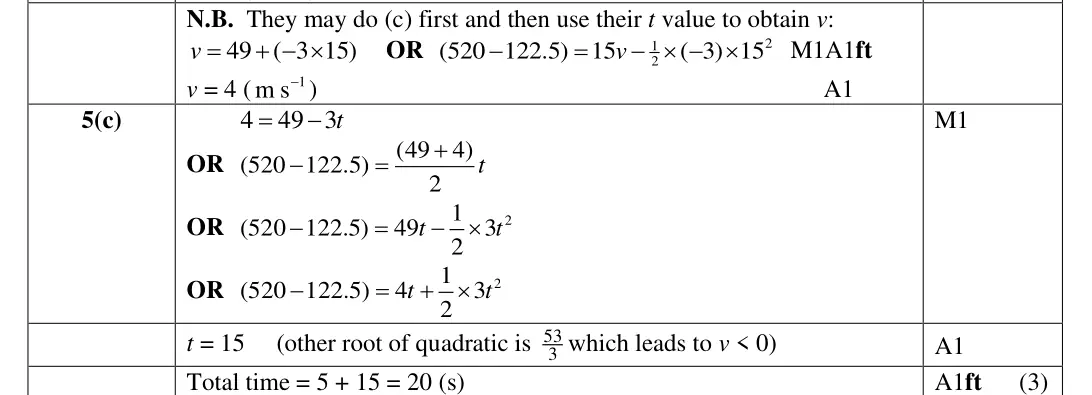 N.B. They may do (c) first and then use their t value to obtain v:
v = 49 + (−3×15) OR (520 −122.5) = 15v − ½ × (−3) × 15² M1A1ft
v = 4 ( m s⁻¹ ) A1
5(c) 4 = 49 − 3t M1
OR (520 −122.5) = (49 + 4)/2 t
OR (520 −122.5) = 49t − 1/2 × 3t²
OR (520 −122.5) = 4t + 1/2 × 3t²
t = 15 (other root of quadratic is 53/3 which leads to v < 0) A1
Total time = 5 + 15 = 20 (s) A1ft (3)